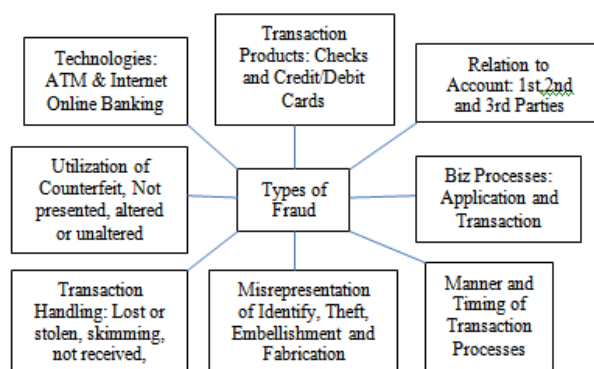 Technologies:
ATM & Internet
Online Banking
Transaction
Products: Checks
and Credit/Debit
Cards
Relation to
Account: 1st,2nd
and 3rd Parties
Utilization of
Counterfeit, Not
presented, altered
or unaltered
Types of
Fraud
Biz Processes:
Application and
Transaction
Transaction
Handling: Lost or
stolen, skimming,
not received,
Misrepresentation
of Identify, Theft,
Embellishment and
Fabrication
Manner and
Timing of
Transaction
Processes